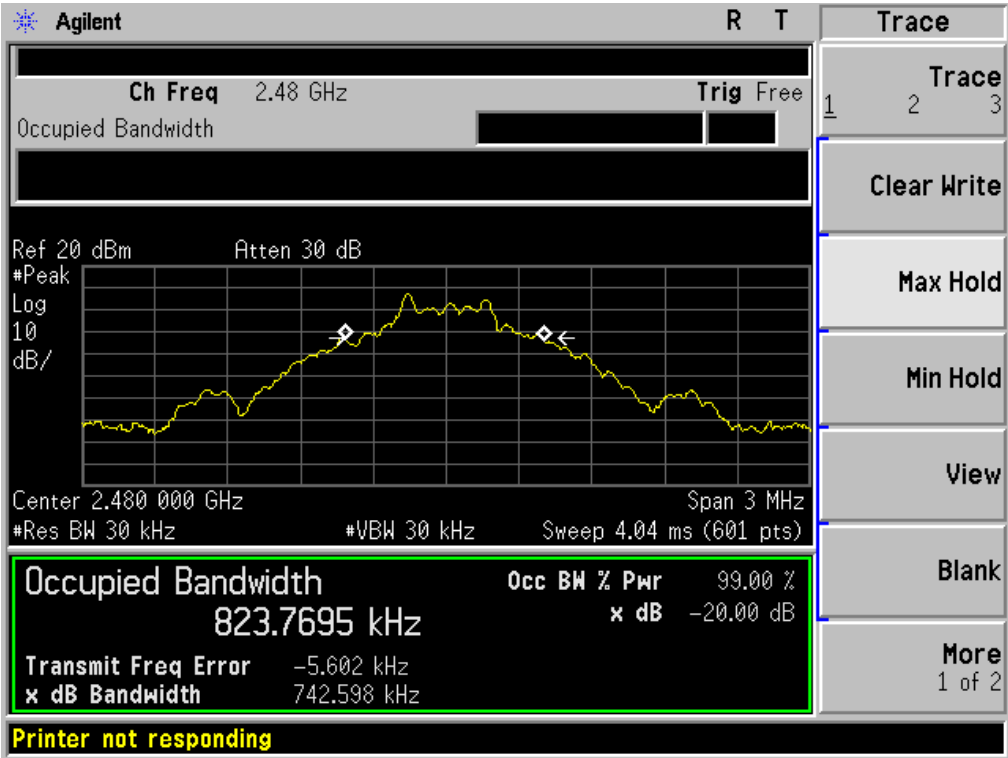 Agilent R T
Ch Freq 2.48 GHz Trig Free
Occupied Bandwidth
Ref 20 dBm Atten 30 dB
#Peak
Log
10
dB/
Center 2.480 000 GHz Span 3 MHz
#Res BW 30 kHz #VBW 30 kHz Sweep 4.04 ms (601 pts)
Occupied Bandwidth Occ BW % Pwr 99.00 %
823.7695 kHz x dB -20.00 dB
Transmit Freq Error -5.602 kHz
x dB Bandwidth 742.598 kHz
Printer not responding
Trace
Trace
1 2 3
Clear Write
Max Hold
Min Hold
View
Blank
More
1 of 2